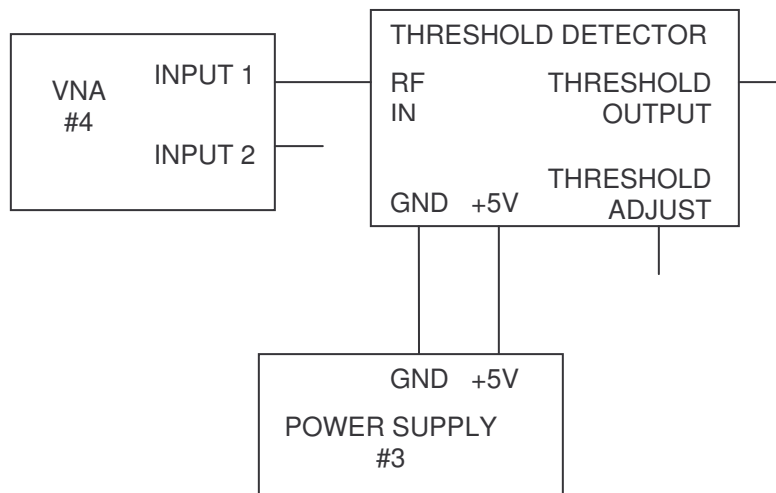 VNA
#4
INPUT 1
INPUT 2
THRESHOLD DETECTOR
RF
IN
THRESHOLD
OUTPUT
THRESHOLD
ADJUST
GND +5V
GND +5V
POWER SUPPLY
#3